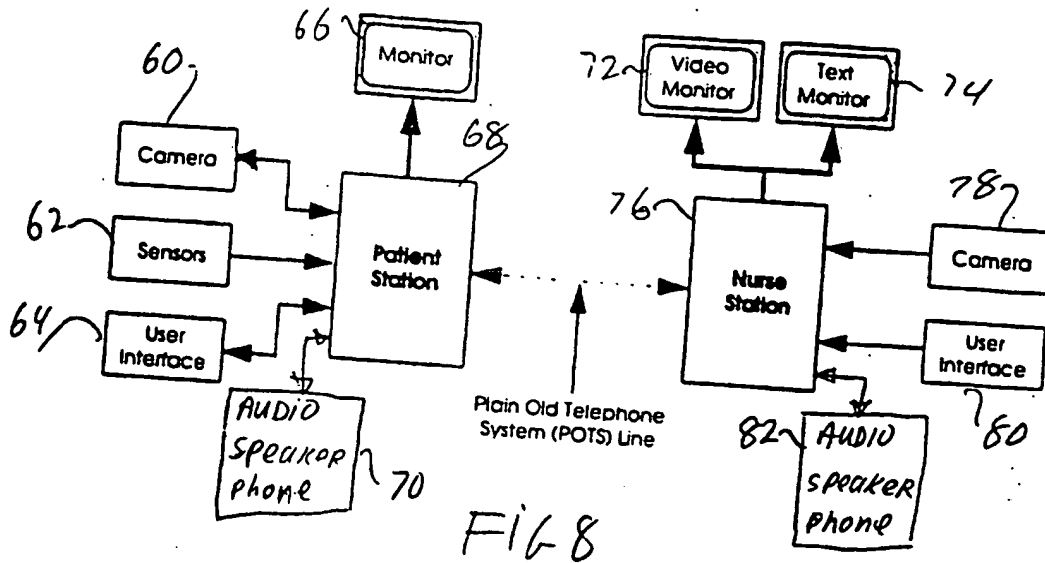 66
Monitor
60
Camera
68
62
Sensors
Patient
Station
64
User
Interface
AUDIO
speaker
phone
70
Plain Old Telephone
System (POTS) Line
72
Video
Monitor
Text
Monitor
74
76
Nurse
Station
78
Camera
User
Interface
80
82
AUDIO
speaker
phone
FIG 8